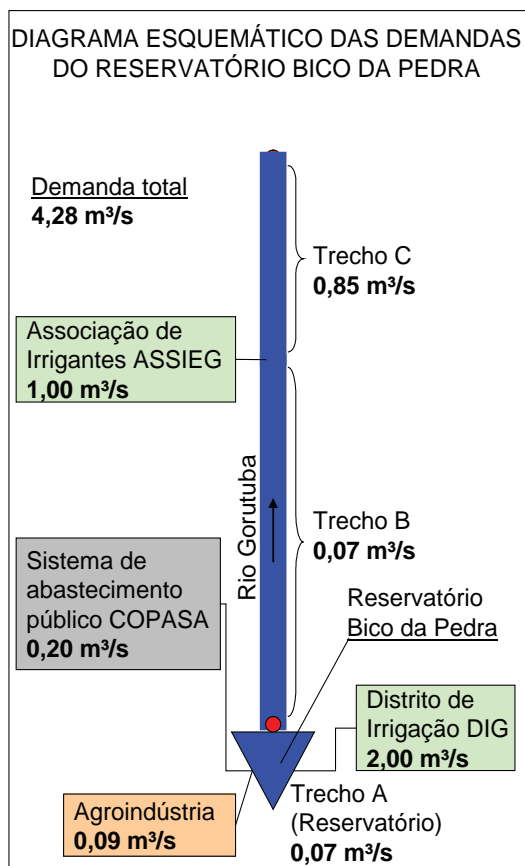 DIAGRAMA ESQUEMÁTICO DAS DEMANDAS
DO RESERVATÓRIO BICO DA PEDRA
Demanda total
4,28 m³/s
Trecho C
0,85 m³/s
Associação de
Irrigantes ASSIEG
1,00 m³/s
Rio Gorutuba
Trecho B
0,07 m³/s
Sistema de
abastecimento
público COPASA
0,20 m³/s
Reservatório
Bico da Pedra
Distrito de
Irrigação DIG
2,00 m³/s
Agroindústria
0,09 m³/s
Trecho A
(Reservatório)
0,07 m³/s